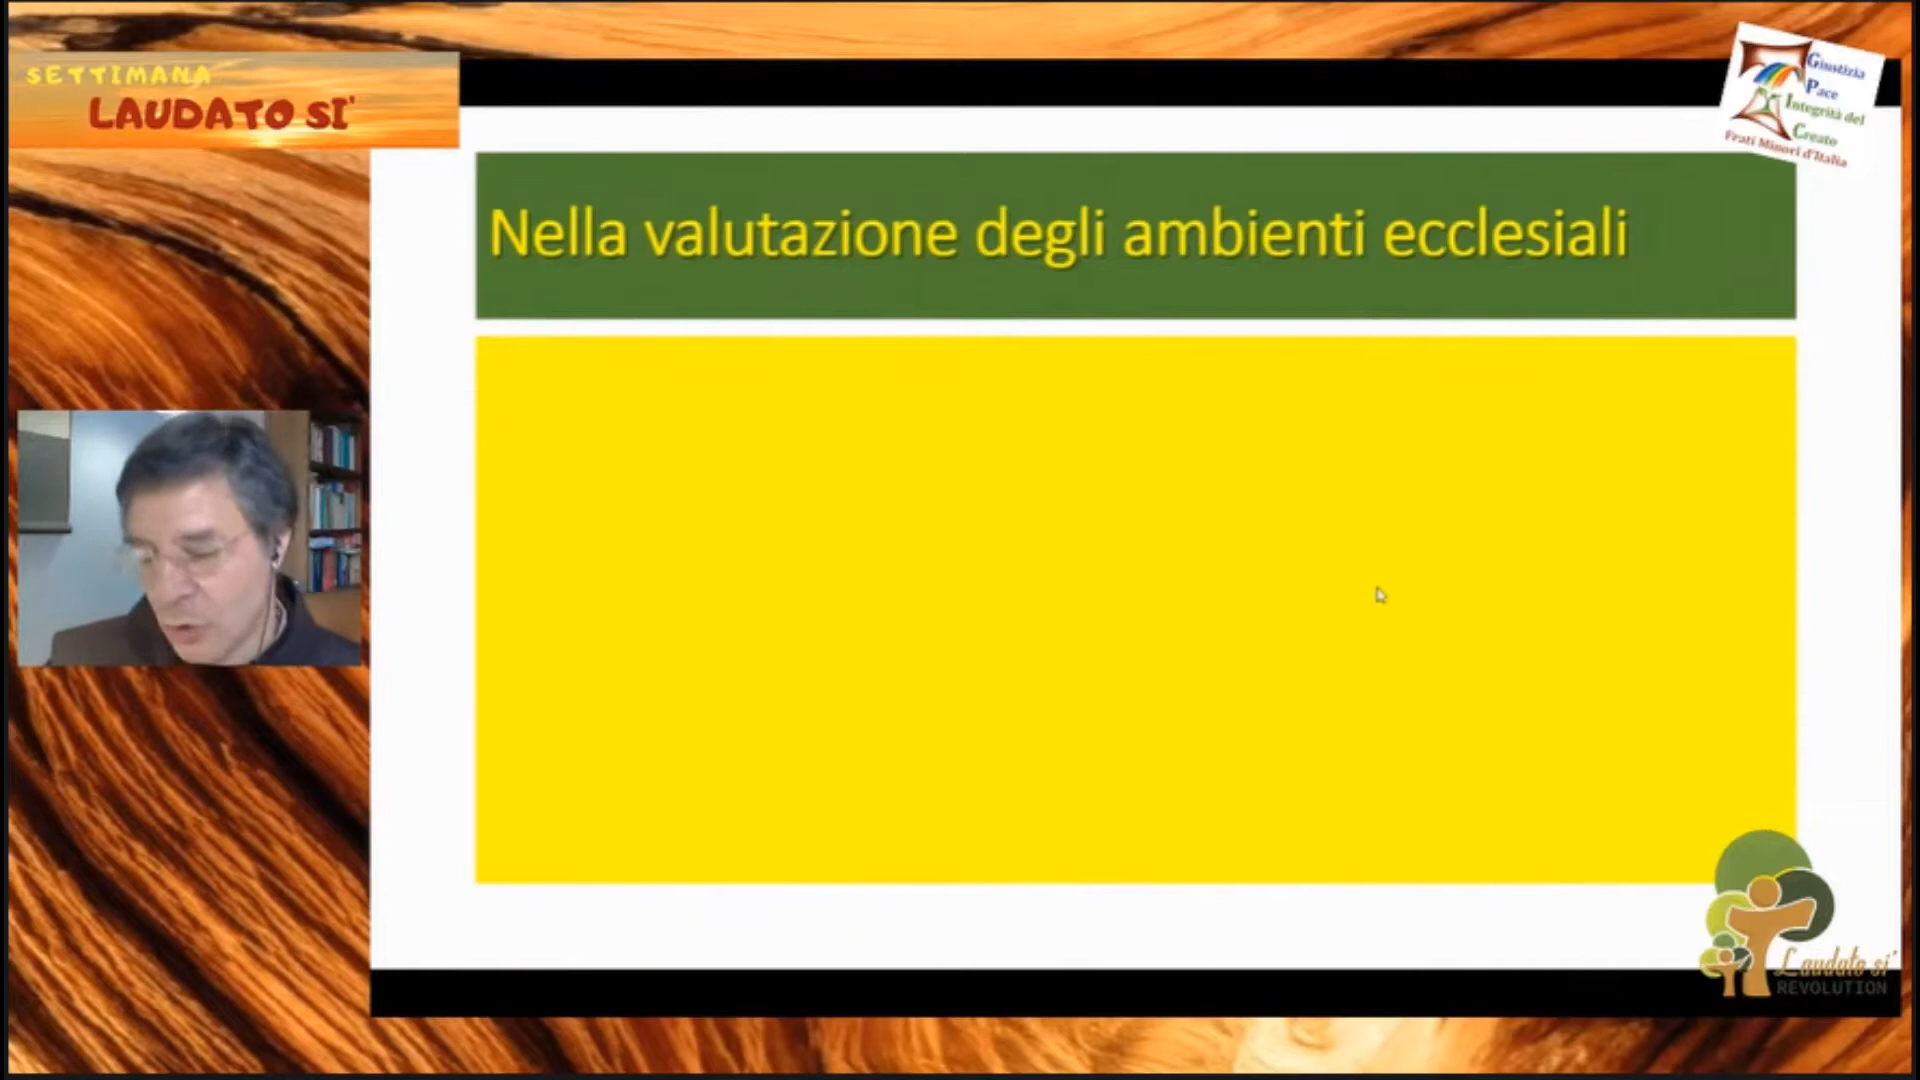 SETTIMANA
LAUDATO SI'
Giustizia
Pace
Integrità del
Creato
Frati Minori d'Italia
Nella valutazione degli ambienti ecclesiali
Laudato si'
REVOLUTION